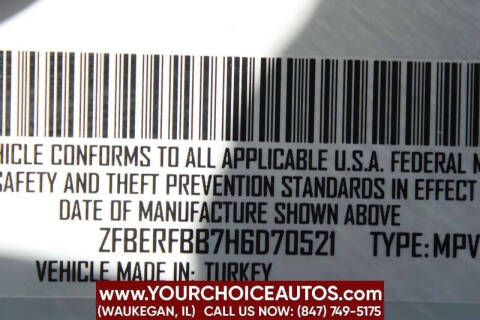 HICLE CONFORMS TO ALL APPLICABLE U.S.A. FEDERAL M
SAFETY AND THEFT PREVENTION STANDARDS IN EFFECT
DATE OF MANUFACTURE SHOWN ABOVE
ZFBERFBB7H6D70521 TYPE: MPV
VEHICLE MADE IN: TURKEY
WWW.YOURCHOICEAUTOS.COM
(WAUKEGAN, IL) CALL US NOW: (847) 749-5175